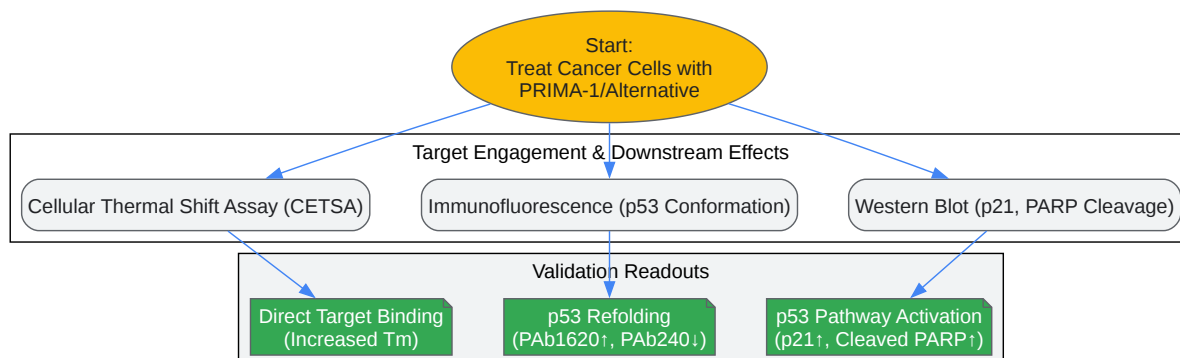 Start:
Treat Cancer Cells with
PRIMA-1/Alternative
Target Engagement & Downstream Effects
Cellular Thermal Shift Assay (CETSA)
Immunofluorescence (p53 Conformation)
Western Blot (p21, PARP Cleavage)
Validation Readouts
Direct Target Binding
(Increased Tm)
p53 Refolding
(PAb1620↑, PAb240↓)
p53 Pathway Activation
(p21↑, Cleaved PARP↑)